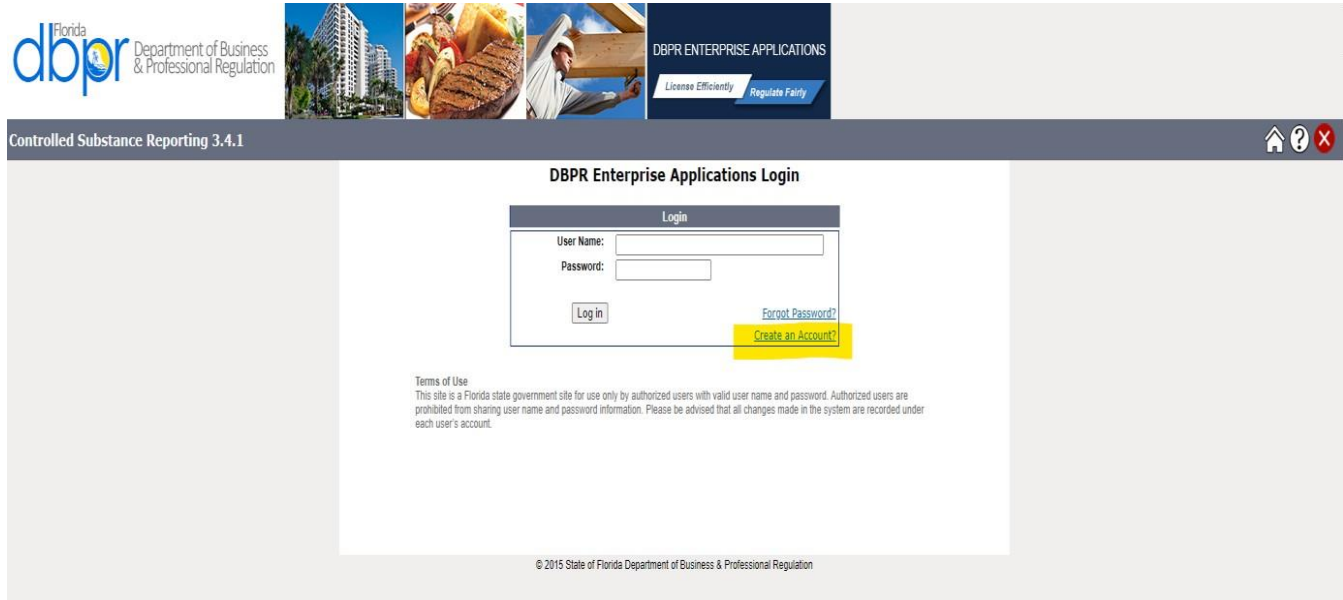 Florida
dbpr
Department of Business
& Professional Regulation
DBPR ENTERPRISE APPLICATIONS
License Efficiently
Regulate Fairly
Controlled Substance Reporting 3.4.1
?
X
DBPR Enterprise Applications Login
Login
User Name:
Password:
Log in
Forgot Password?
Create an Account?
Terms of Use
This site is a Florida state government site for use only by authorized users with valid user name and password. Authorized users are
prohibited from sharing user name and password information. Please be advised that all changes made in the system are recorded under
each user's account.
© 2015 State of Florida Department of Business & Professional Regulation